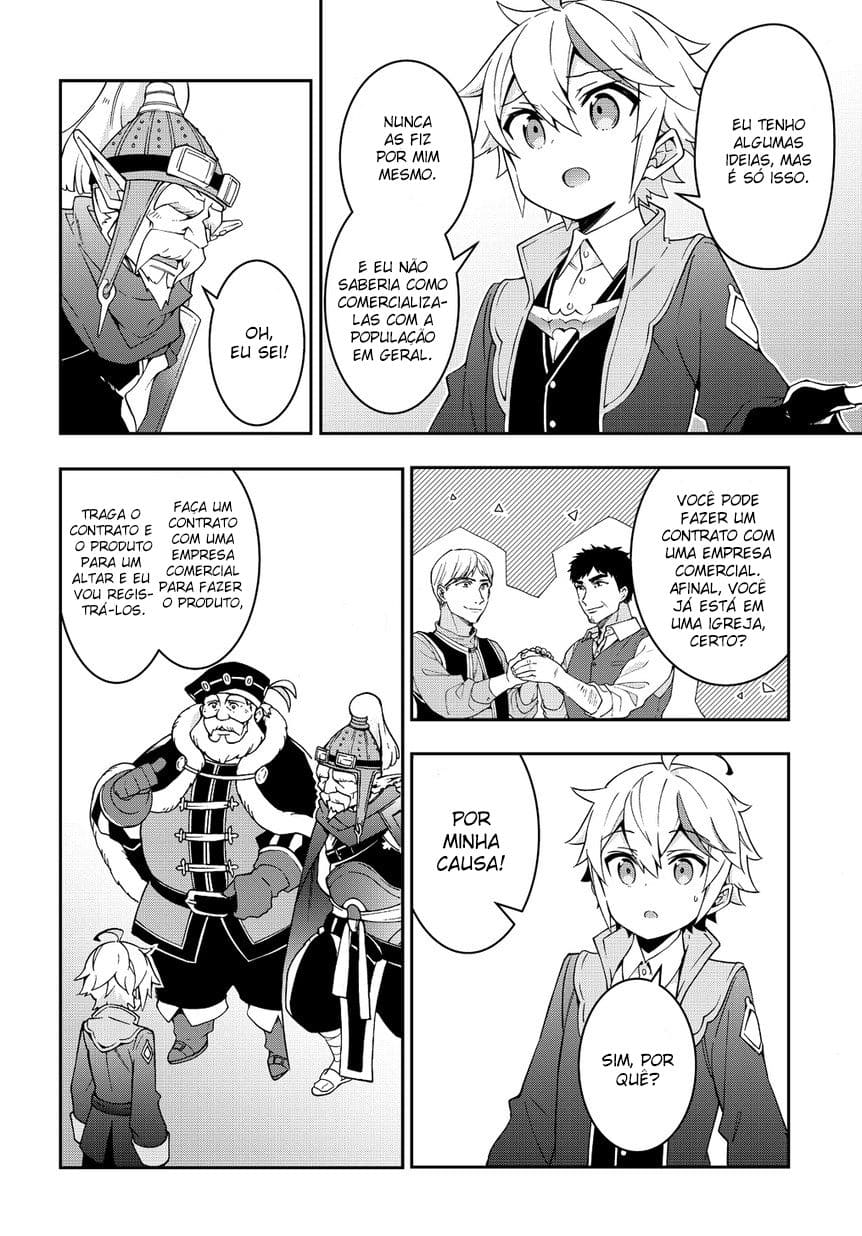 EU TENHO
ALGUMAS
IDEIAS, MAS
É SÓ ISSO.
NUNCA
AS FIZ
POR MIM
MESMO.
E EU NÃO
SABERIA COMO
COMERCIALIZA-
LAS COM A
POPULAÇÃO
EM GERAL.
OH,
EU SEI!
VOCÊ PODE
FAZER UM
CONTRATO COM
UMA EMPRESA
COMERCIAL.
AFINAL, VOCÊ
JÁ ESTÁ EM
UMA IGREJA,
CERTO?
POR
MINHA
CAUSA!
SIM, POR
QUÊ?
FAÇA UM
CONTRATO
COM UMA
EMPRESA
COMERCIAL
PARA FAZER
O PRODUTO,
TRAGA O
CONTRATO E
O PRODUTO
PARA UM
ALTAR E EU
VOU REGIS-
TRÁ-LOS.